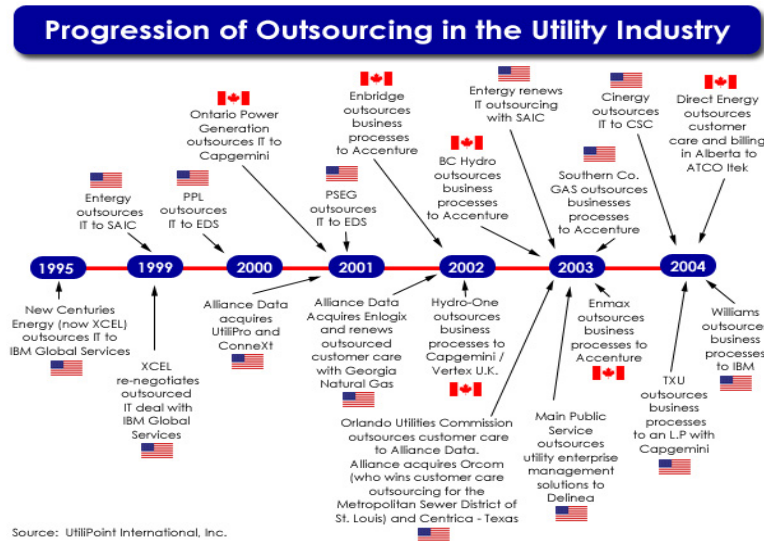 Progression of Outsourcing in the Utility Industry
Ontario Power
Generation
outsources IT to
Capgemini
Enbridge
outsources
business
processes
to Accenture
Entergy renews
IT outsourcing
with SAIC
Cinergy
outsources
IT to CSC
Direct Energy
outsources
customer
care and billing
in Alberta to
ATCO Itek
Entergy
outsources
IT to SAIC
PPL
outsources
IT to EDS
PSEG
outsources
IT to EDS
BC Hydro
outsources
business
processes
to Accenture
Southern Co.
GAS outsources
businesses
processes
to Accenture
1995
1999
2000
2001
2002
2003
2004
New Centuries
Energy (now XCEL)
outsources IT to
IBM Global Services
XCEL
re-negotiates
outsourced
IT deal with
IBM Global
Services
Alliance Data
acquires
UtiliPro and
ConneXt
Alliance Data
Acquires Enlogix
and renews
outsourced
customer care
with Georgia
Natural Gas
Hydro-One
outsources
business
processes to
Capgemini /
Vertex U.K.
Orlando Utilities Commission
outsources customer care
to Alliance Data.
Alliance acquires Orcom
(who wins customer care
outsourcing for the
Metropolitan Sewer District of
St. Louis) and Centrica - Texas
Main Public
Service
outsources
utility enterprise
management
solutions to
Delinea
Enmax
outsources
business
processes to
Accenture
TXU
outsources
business
processes
to an L.P with
Capgemini
Williams
outsource
business
processes
to IBM
Source: UtiliPoint International, Inc.